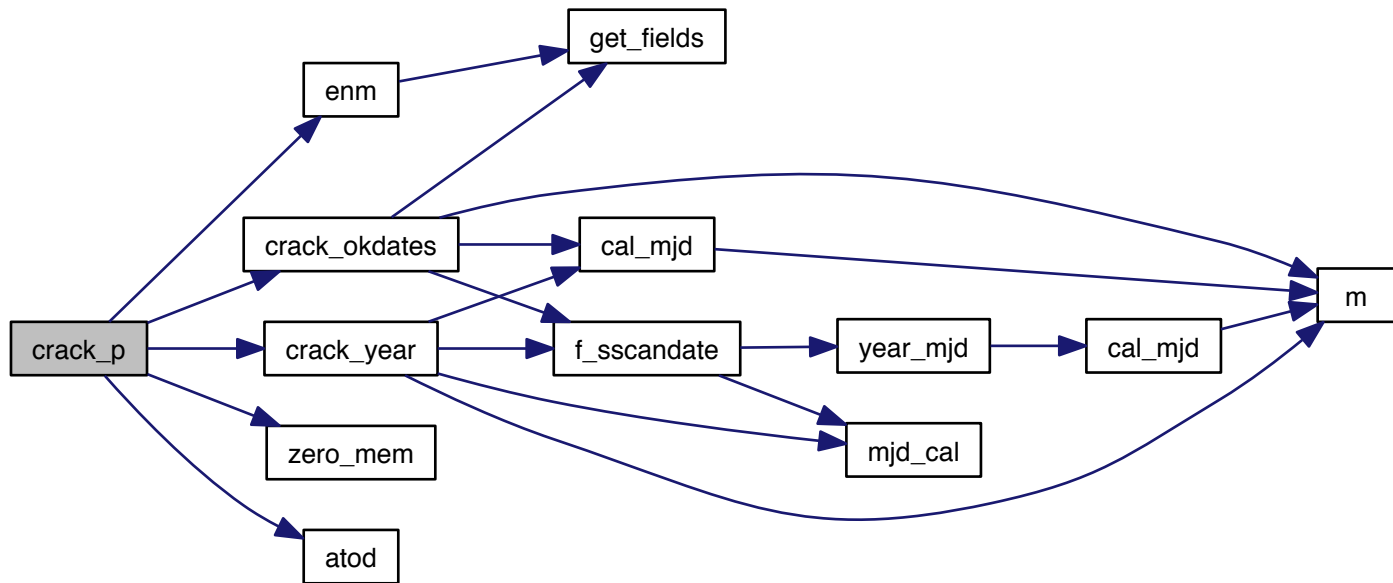 get_fields
enm
crack_okdates
cal_mjd
m
crack_p
crack_year
f_sscandate
year_mjd
cal_mjd
zero_mem
mjd_cal
atod